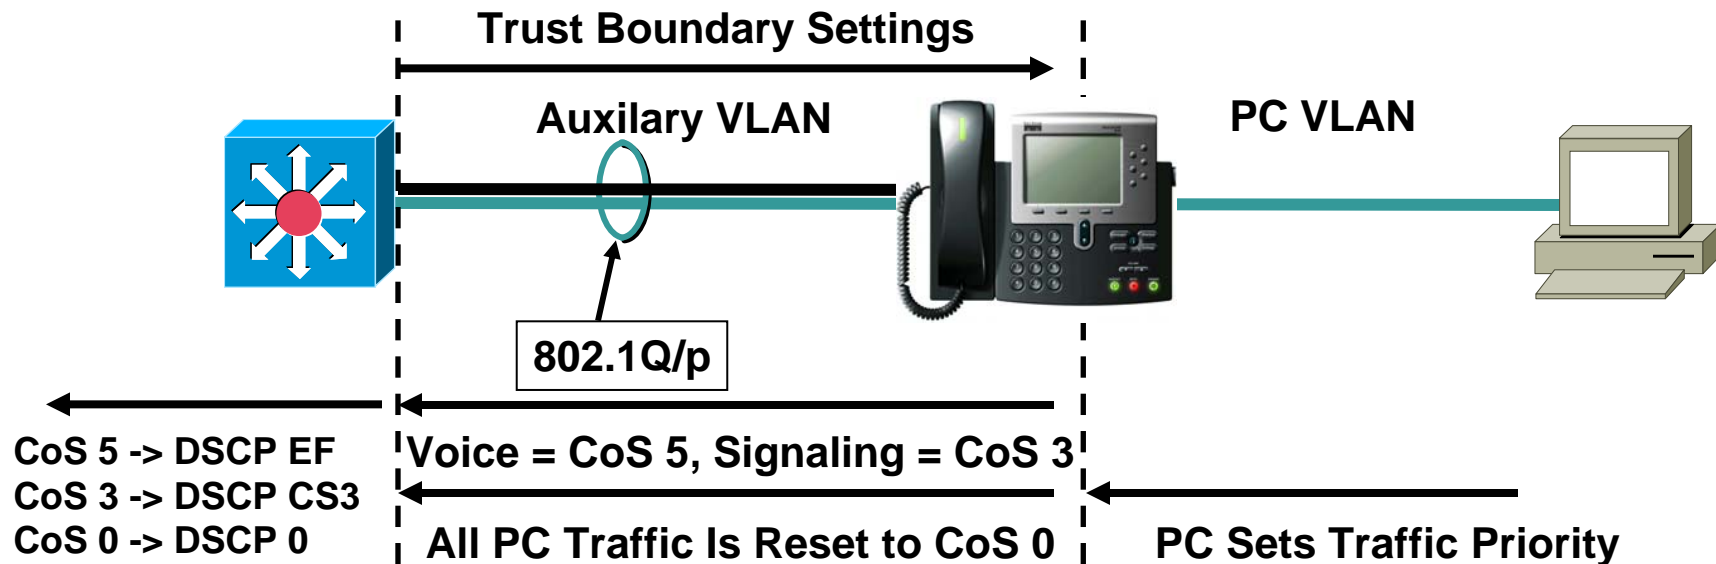 Trust Boundary Settings
Auxilary VLAN
PC VLAN
802.1Q/p
CoS 5 -> DSCP EF
CoS 3 -> DSCP CS3
CoS 0 -> DSCP 0
Voice = CoS 5, Signaling = CoS 3
All PC Traffic Is Reset to CoS 0
PC Sets Traffic Priority